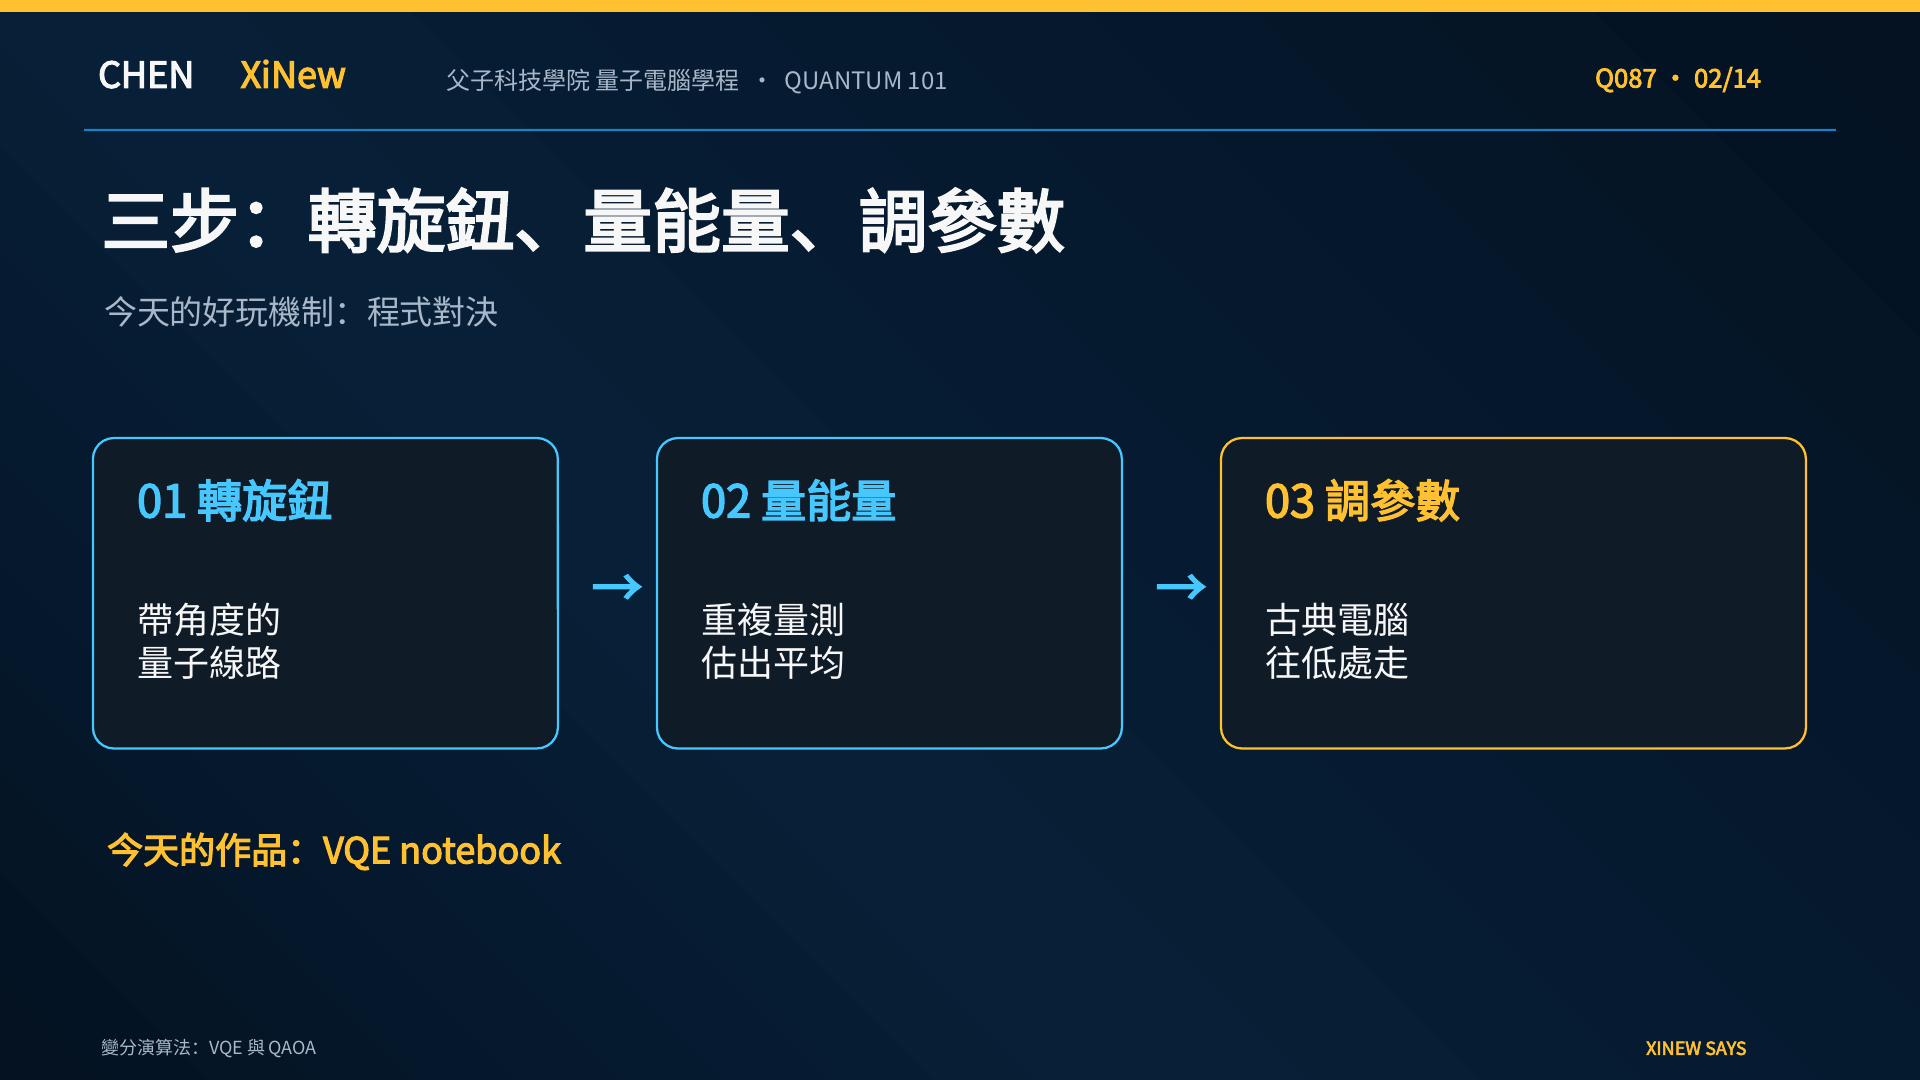 CHEN XiNew 父子科技學院 量子電腦學程 ・ QUANTUM 101 Q087 ・ 02/14
三步：轉旋鈕、量能量、調參數
今天的好玩機制：程式對決
01 轉旋鈕
帶角度的
量子線路
→
02 量能量
重複量測
估出平均
→
03 調參數
古典電腦
往低處走
今天的作品：VQE notebook
變分演算法：VQE 與 QAOA
XINEW SAYS